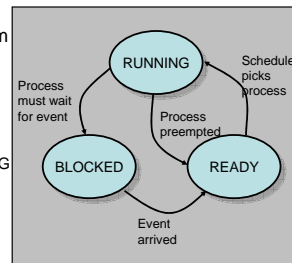 m
RUNNING
Schedule
picks
process
Process
must wait
for event
Process
preempted
G
BLOCKED
READY
Event
arrived